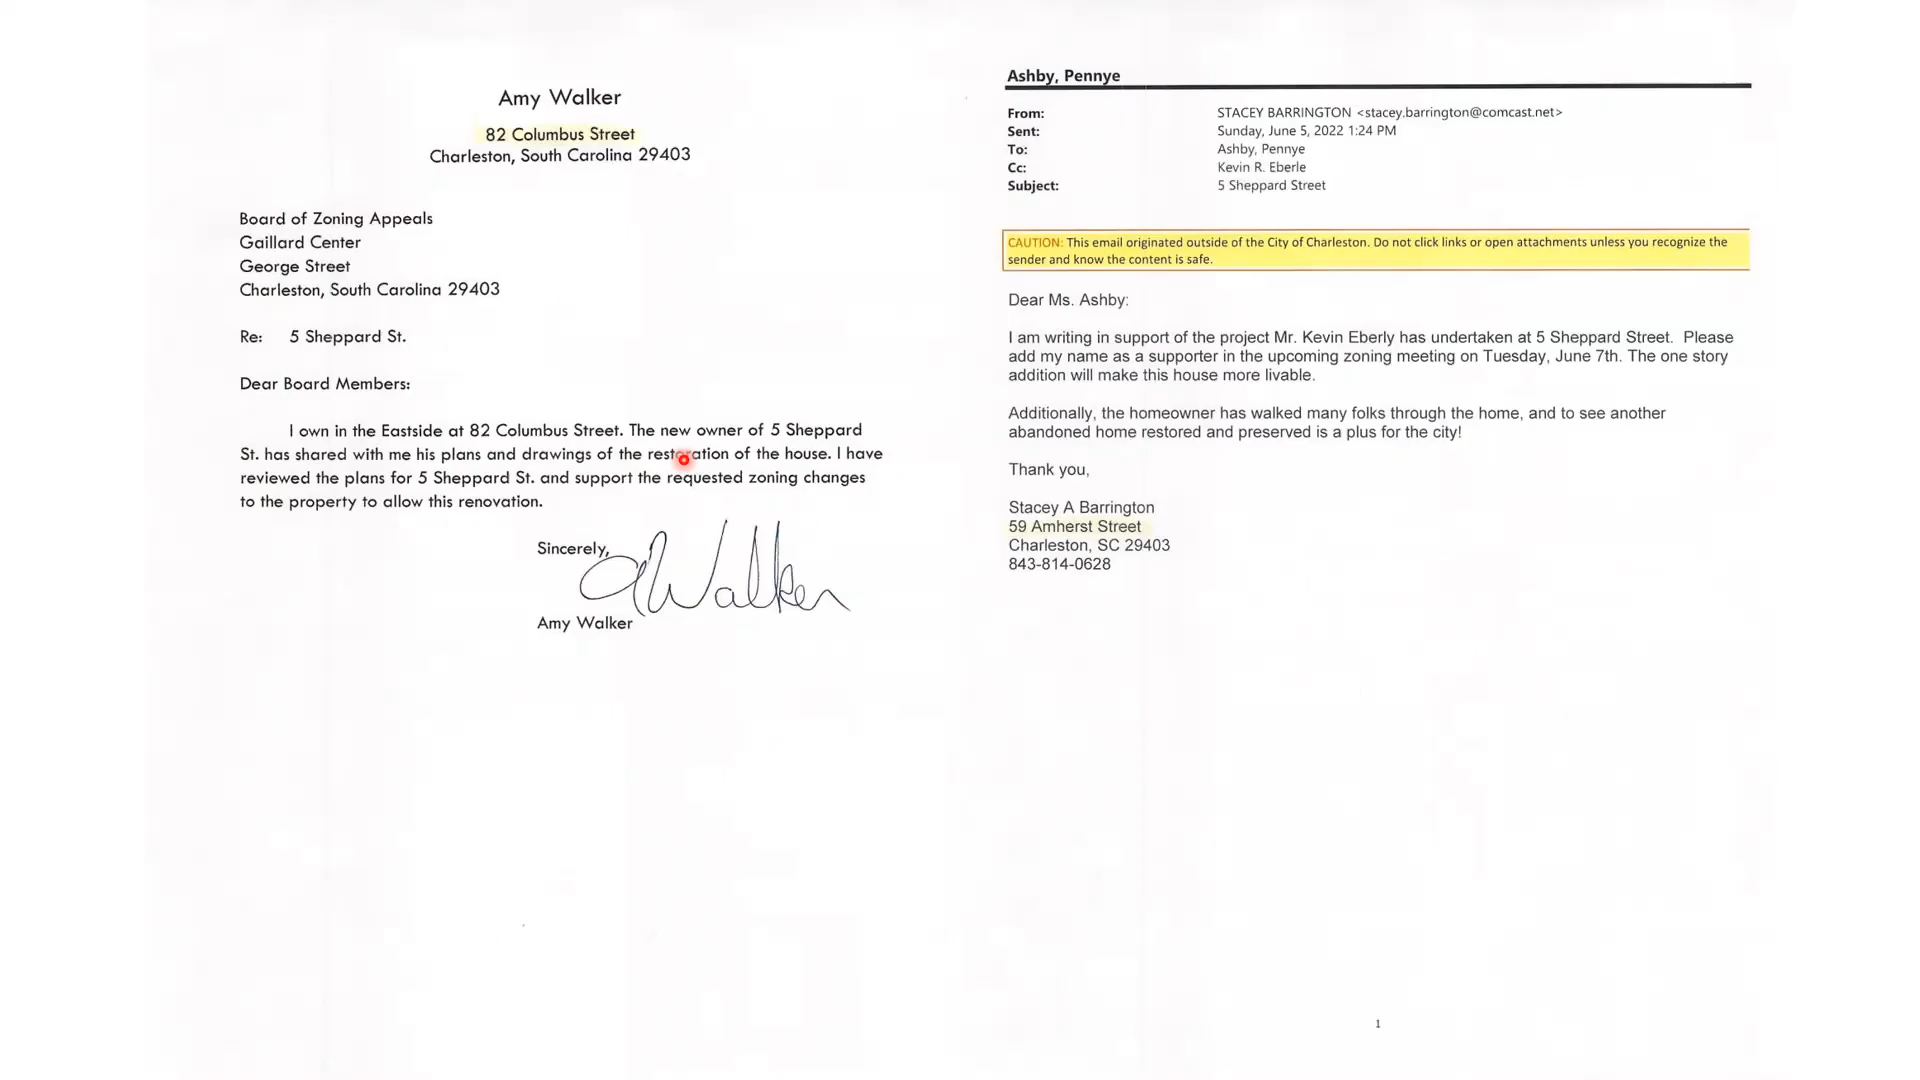 Amy Walker
82 Columbus Street
Charleston, South Carolina 29403
Board of Zoning Appeals
Gaillard Center
George Street
Charleston, South Carolina 29403
Re: 5 Sheppard St.
Dear Board Members:
I own in the Eastside at 82 Columbus Street. The new owner of 5 Sheppard
St. has shared with me his plans and drawings of the restoration of the house. I have
reviewed the plans for 5 Sheppard St. and support the requested zoning changes
to the property to allow this renovation.
Sincerely,
AWalker
Amy Walker
Ashby, Pennye
From: STACEY BARRINGTON <stacey.barrington@comcast.net>
Sent: Sunday, June 5, 2022 1:24 PM
To: Ashby, Pennye
Cc: Kevin R. Eberle
Subject: 5 Sheppard Street
CAUTION: This email originated outside of the City of Charleston. Do not click links or open attachments unless you recognize the
sender and know the content is safe.
Dear Ms. Ashby:
I am writing in support of the project Mr. Kevin Eberly has undertaken at 5 Sheppard Street. Please
add my name as a supporter in the upcoming zoning meeting on Tuesday, June 7th. The one story
addition will make this house more livable.
Additionally, the homeowner has walked many folks through the home, and to see another
abandoned home restored and preserved is a plus for the city!
Thank you,
Stacey A Barrington
59 Amherst Street
Charleston, SC 29403
843-814-0628
1